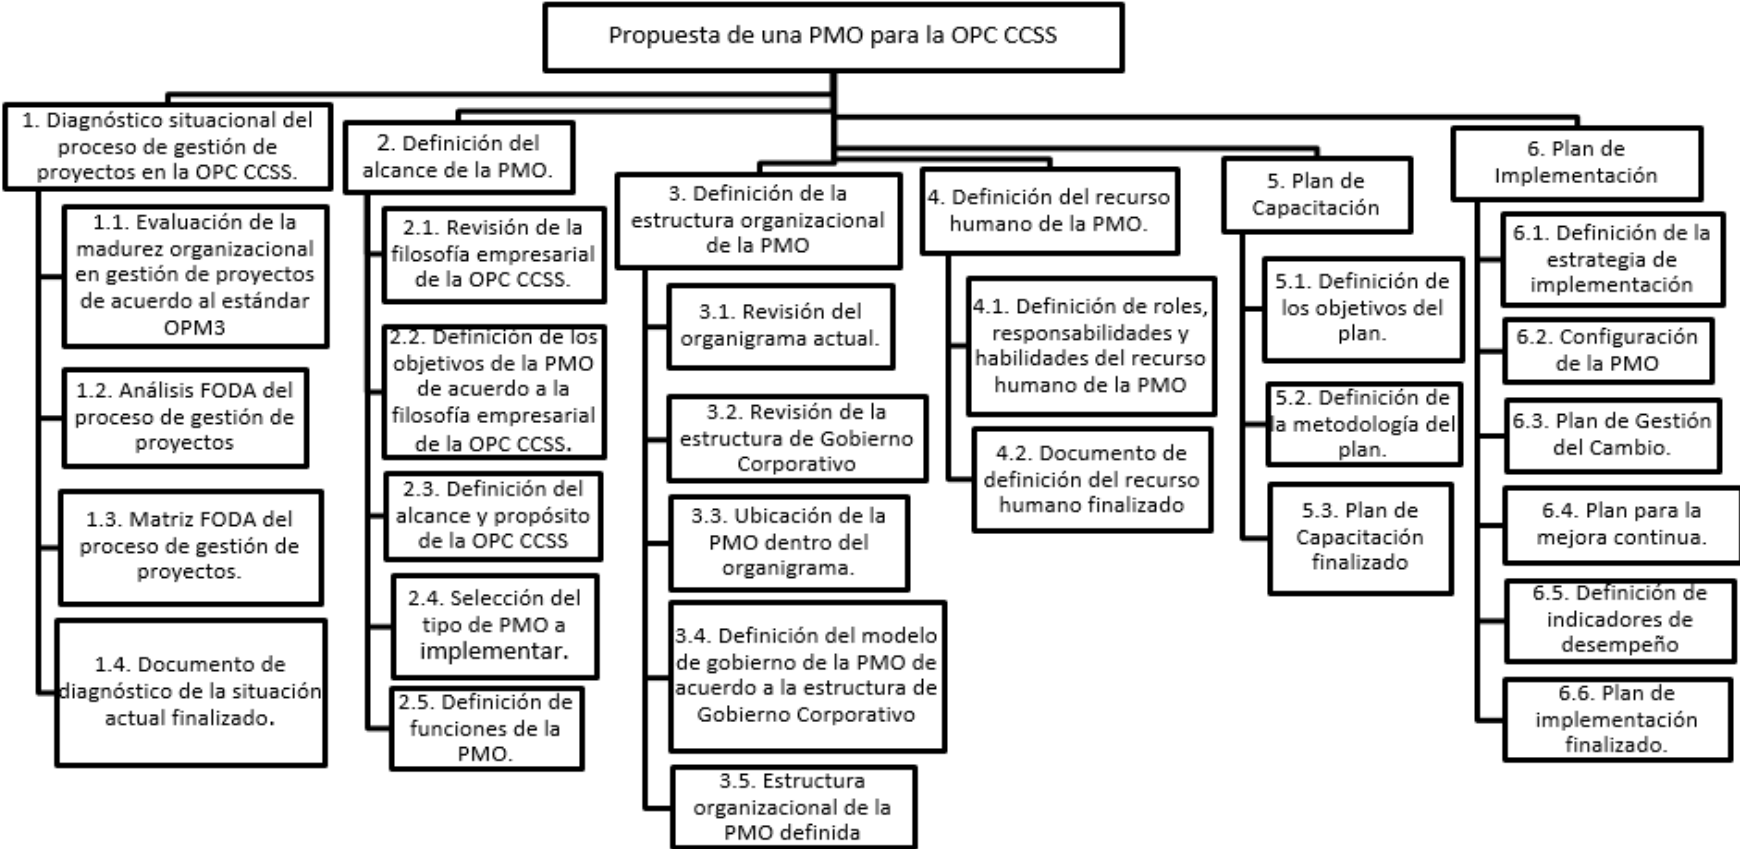 Propuesta de una PMO para la OPC CCSS
1. Diagnóstico situacional del
proceso de gestión de
proyectos en la OPC CCSS.
1.1. Evaluación de la
madurez organizacional
en gestión de proyectos
de acuerdo al estándar
OPM3
1.2. Análisis FODA del
proceso de gestión de
proyectos
1.3. Matriz FODA del
proceso de gestión de
proyectos.
1.4. Documento de
diagnóstico de la situación
actual finalizado.
2. Definición del
alcance de la PMO.
2.1. Revisión de la
filosofía empresarial
de la OPC CCSS.
2.2. Definición de los
objetivos de la PMO
de acuerdo a la
filosofía empresarial
de la OPC CCSS.
2.3. Definición del
alcance y propósito
de la OPC CCSS
2.4. Selección del
tipo de PMO a
implementar.
2.5. Definición de
funciones de la
PMO.
3. Definición de la
estructura organizacional
de la PMO
3.1. Revisión del
organigrama actual.
3.2. Revisión de la
estructura de Gobierno
Corporativo
3.3. Ubicación de la
PMO dentro del
organigrama.
3.4. Definición del modelo
de gobierno de la PMO de
acuerdo a la estructura de
Gobierno Corporativo
3.5. Estructura
organizacional de la
PMO definida
4. Definición del recurso
humano de la PMO.
4.1. Definición de roles,
responsabilidades y
habilidades del recurso
humano de la PMO
4.2. Documento de
definición del recurso
humano finalizado
5. Plan de
Capacitación
5.1. Definición de
los objetivos del
plan.
5.2. Definición de
la metodología del
plan.
5.3. Plan de
Capacitación
finalizado
6. Plan de
Implementación
6.1. Definición de la
estrategia de
implementación
6.2. Configuración
de la PMO
6.3. Plan de Gestión
del Cambio.
6.4. Plan para la
mejora continua.
6.5. Definición de
indicadores de
desempeño
6.6. Plan de
implementación
finalizado.